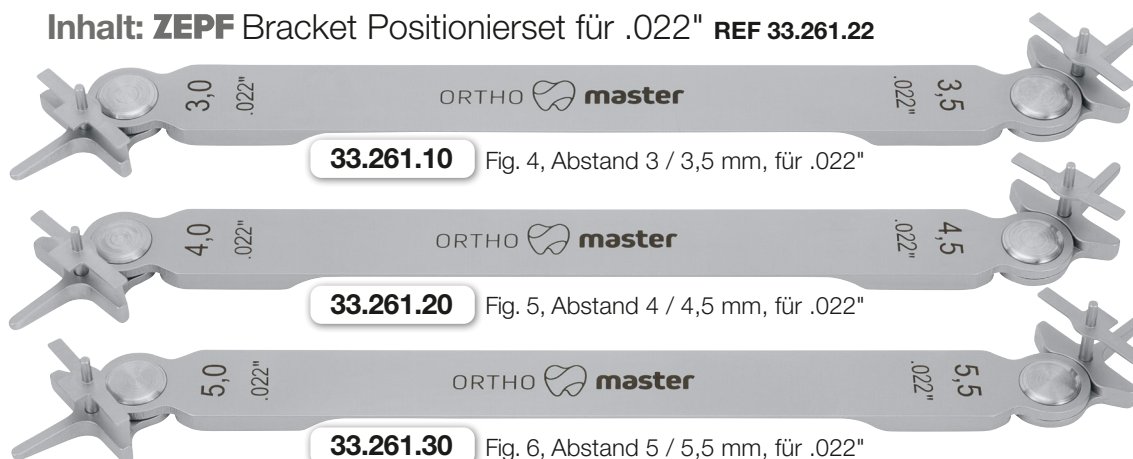 Inhalt: ZEPF Bracket Positionierset für .022" REF 33.261.22
3,0 .022" ORTHO master .022" 3,5
33.261.10 Fig. 4, Abstand 3 / 3,5 mm, für .022"
4,0 .022" ORTHO master .022" 4,5
33.261.20 Fig. 5, Abstand 4 / 4,5 mm, für .022"
5,0 .022" ORTHO master .022" 5,5
33.261.30 Fig. 6, Abstand 5 / 5,5 mm, für .022"